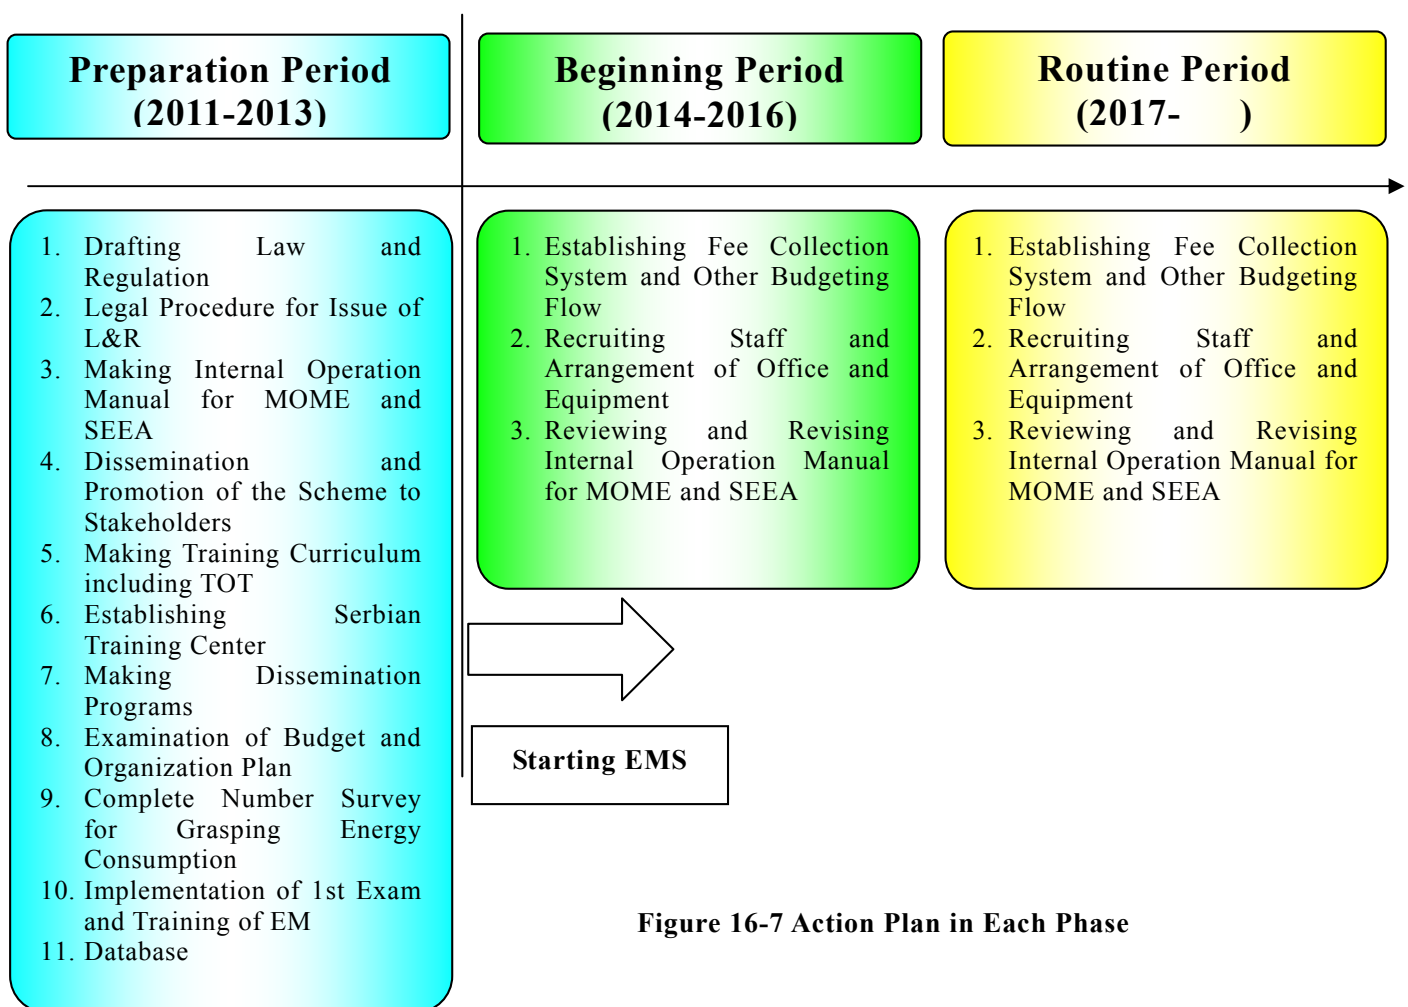 Preparation Period
(2011-2013)
Beginning Period
(2014-2016)
Routine Period
(2017-     )
1. Drafting Law and
Regulation
2. Legal Procedure for Issue of
L&R
3. Making Internal Operation
Manual for MOME and
SEEA
4. Dissemination and
Promotion of the Scheme to
Stakeholders
5. Making Training Curriculum
including TOT
6. Establishing Serbian
Training Center
7. Making Dissemination
Programs
8. Examination of Budget and
Organization Plan
9. Complete Number Survey
for Grasping Energy
Consumption
10. Implementation of 1st Exam
and Training of EM
11. Database
1. Establishing Fee Collection
System and Other Budgeting
Flow
2. Recruiting Staff and
Arrangement of Office and
Equipment
3. Reviewing and Revising
Internal Operation Manual
for MOME and SEEA
1. Establishing Fee Collection
System and Other Budgeting
Flow
2. Recruiting Staff and
Arrangement of Office and
Equipment
3. Reviewing and Revising
Internal Operation Manual for
MOME and SEEA
Starting EMS
Figure 16-7 Action Plan in Each Phase